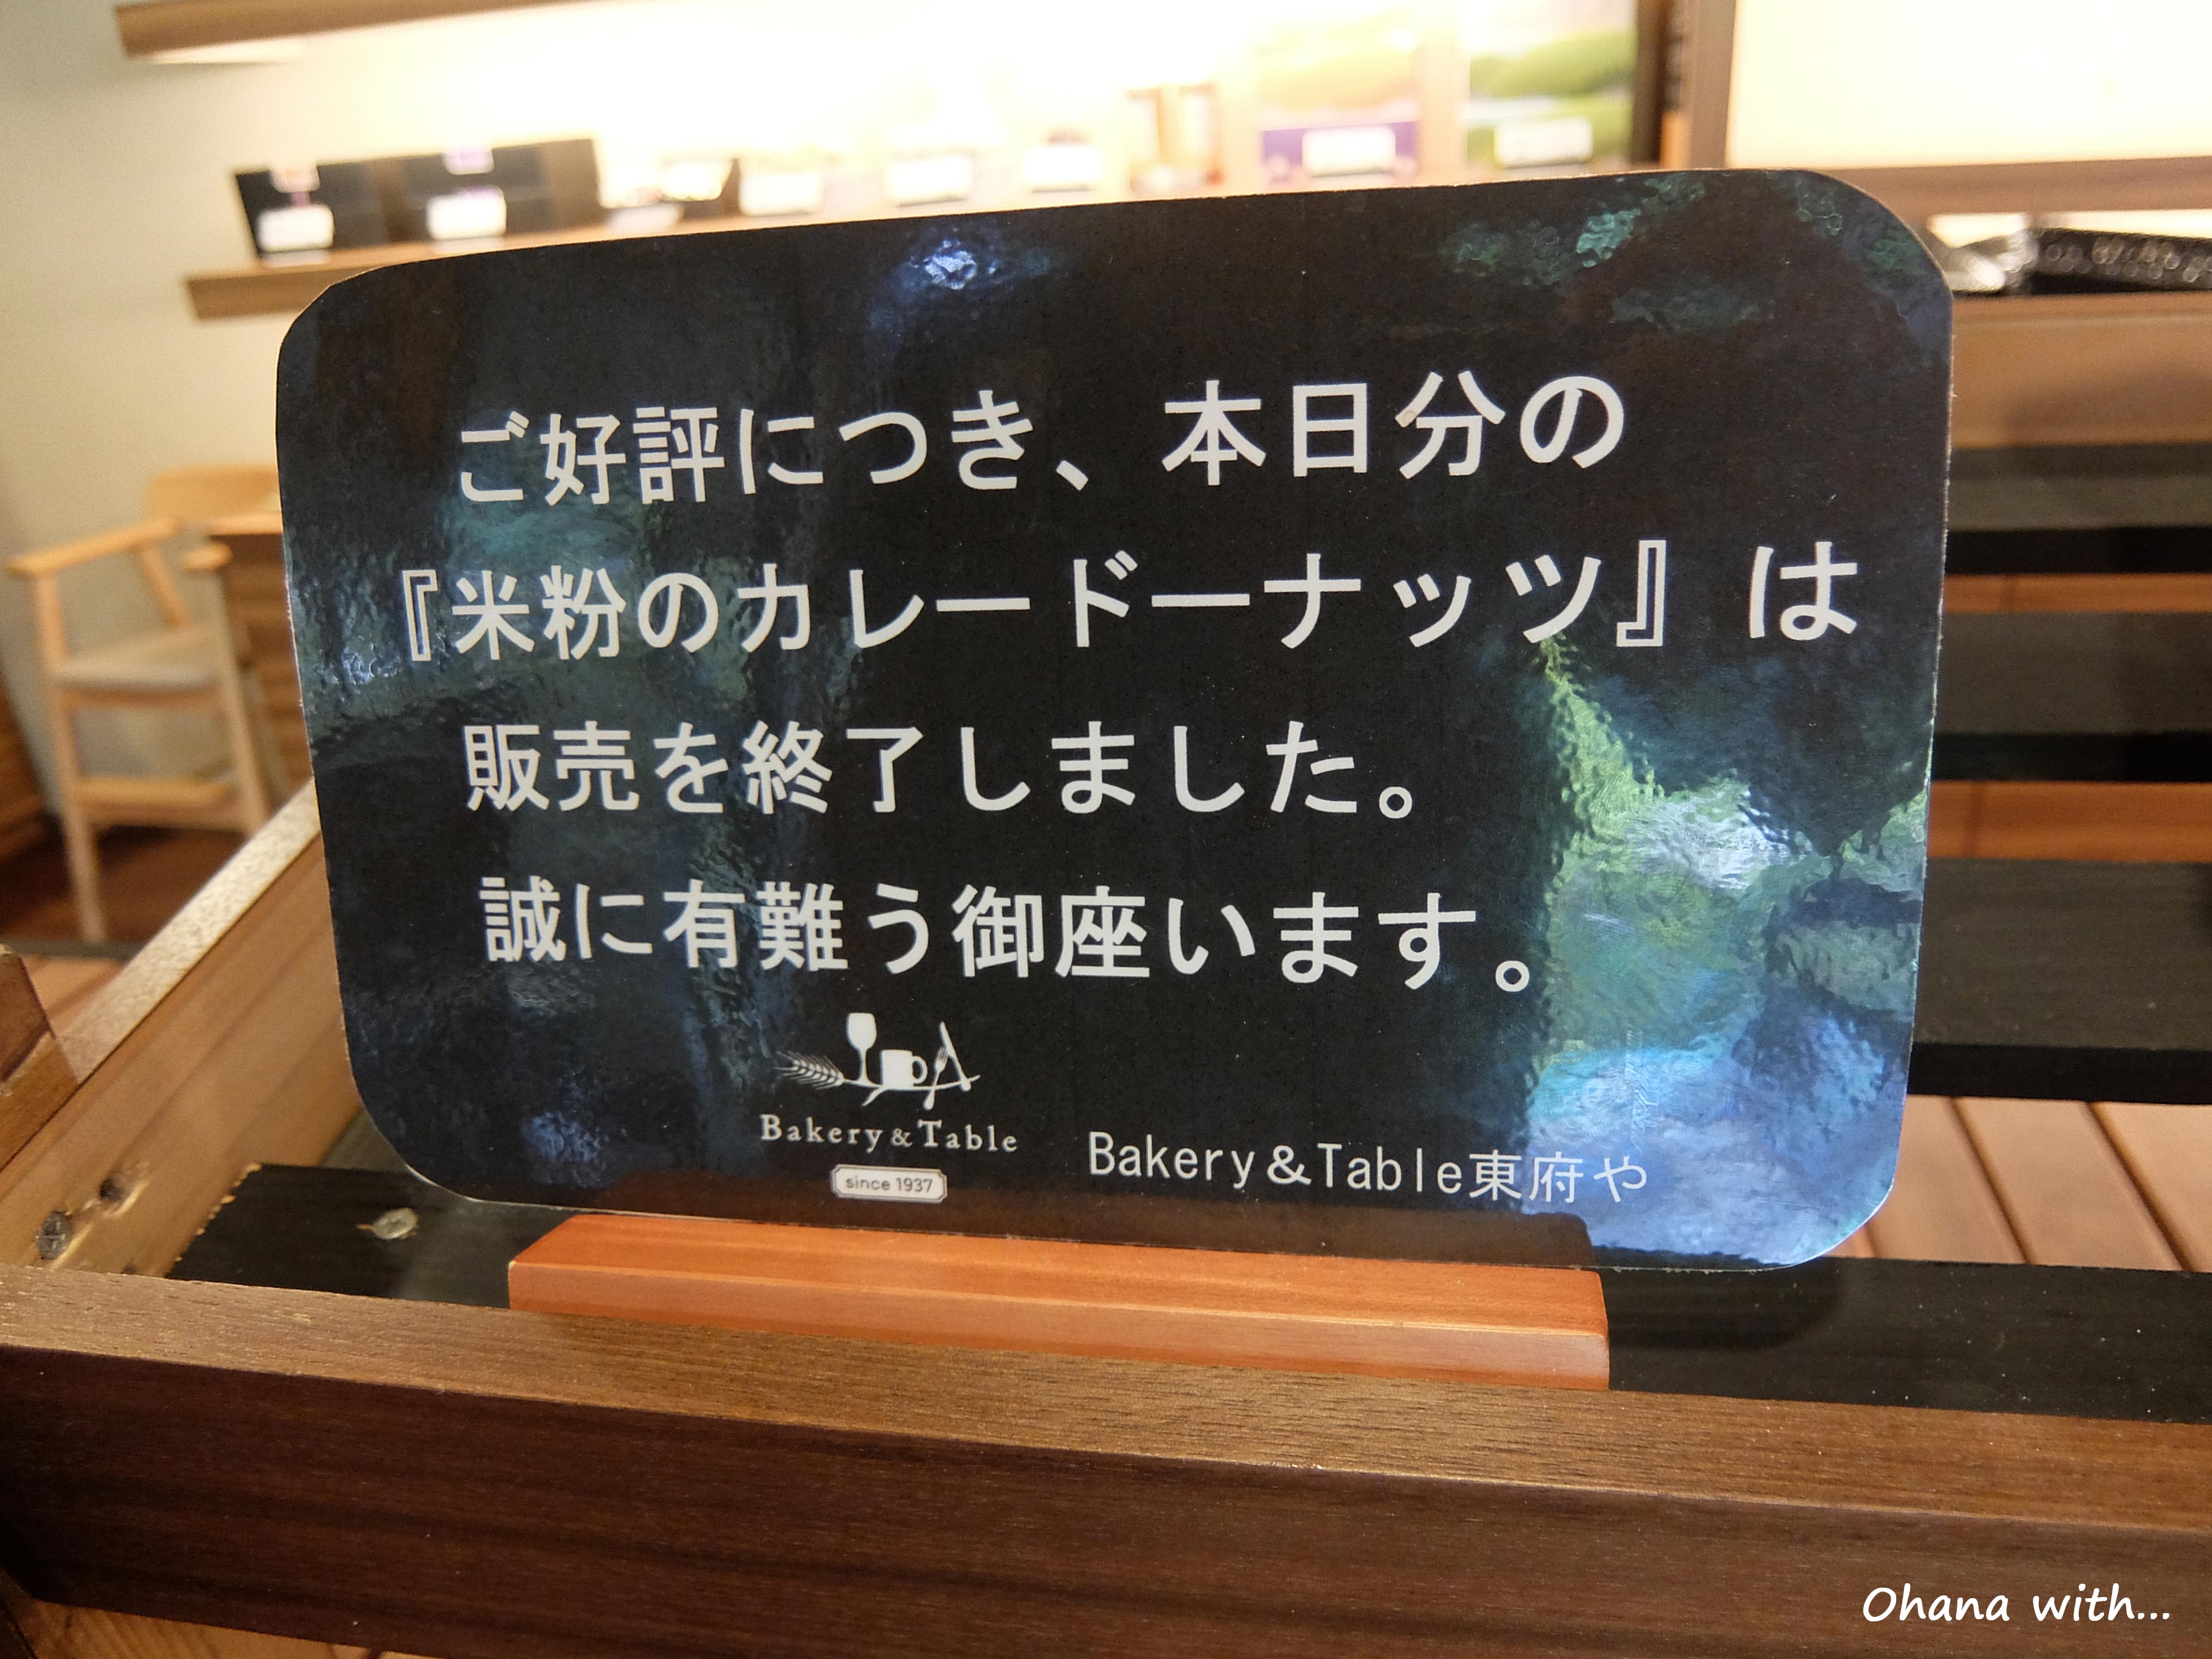 ご好評につき、本日分の
『米粉のカレードーナッツ』は
販売を終了しました。
誠に有難う御座います。
Bakery & Table
since 1937
Bakery＆Table東府や
Ohana with...